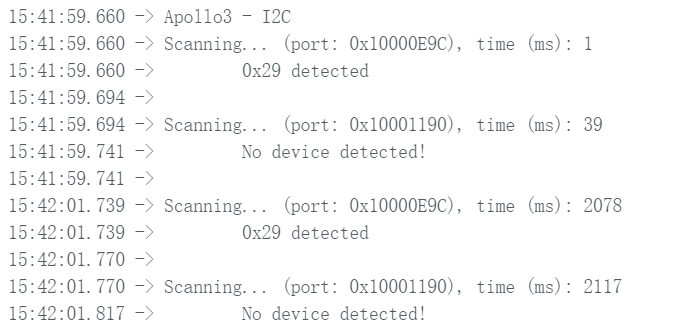 15:41:59.660 -> Apollo3 - I2C
15:41:59.660 -> Scanning... (port: 0x10000E9C), time (ms): 1
15:41:59.660 -> 0x29 detected
15:41:59.694 ->
15:41:59.694 -> Scanning... (port: 0x10001190), time (ms): 39
15:41:59.741 -> No device detected!
15:41:59.741 ->
15:42:01.739 -> Scanning... (port: 0x10000E9C), time (ms): 2078
15:42:01.739 -> 0x29 detected
15:42:01.770 ->
15:42:01.770 -> Scanning... (port: 0x10001190), time (ms): 2117
15:42:01.817 -> No device detected!